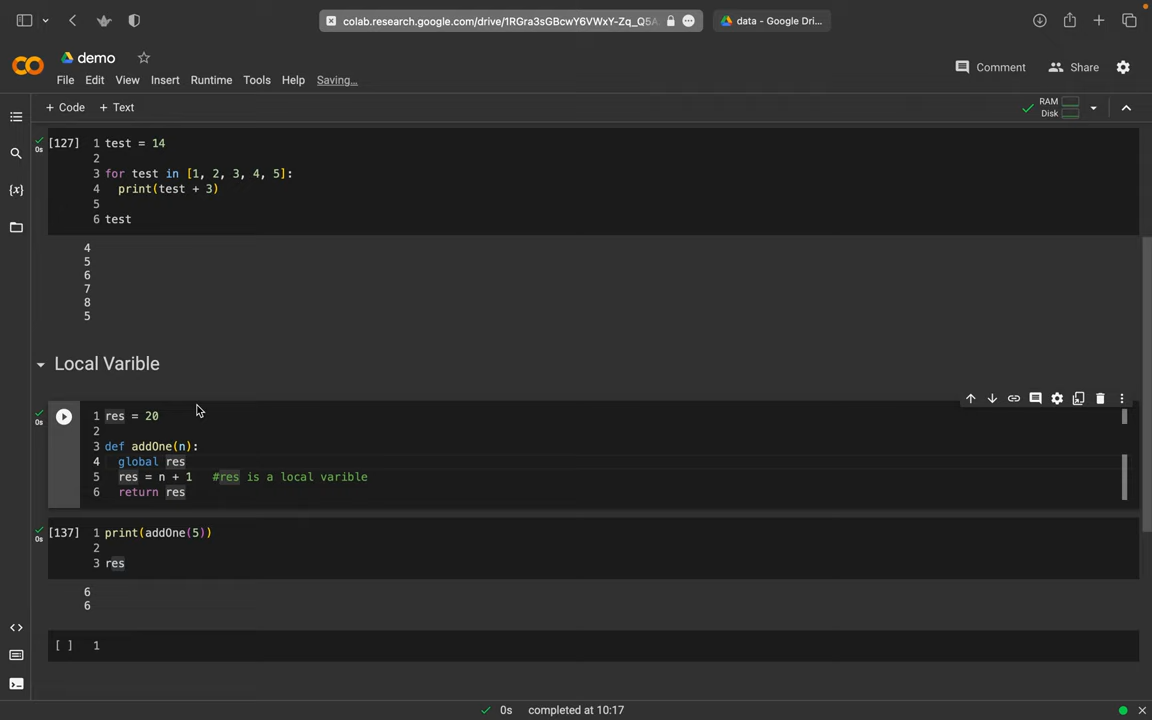 colab.research.google.com/drive/1RGra3sGBcwY6VWxY-Zq_Q5A
data - Google Dri...
demo
File Edit View Insert Runtime Tools Help Saving...
Comment Share
+ Code + Text
RAM
Disk
[127] 1 test = 14
0s 2
3 for test in [1, 2, 3, 4, 5]:
4 print(test + 3)
5
6 test
4
5
6
7
8
5
Local Varible
1 res = 20
0s 2
3 def addOne(n):
4 global res
5 res = n + 1 #res is a local varible
6 return res
[137] 1 print(addOne(5))
0s 2
3 res
6
6
[ ] 1
0s completed at 10:17